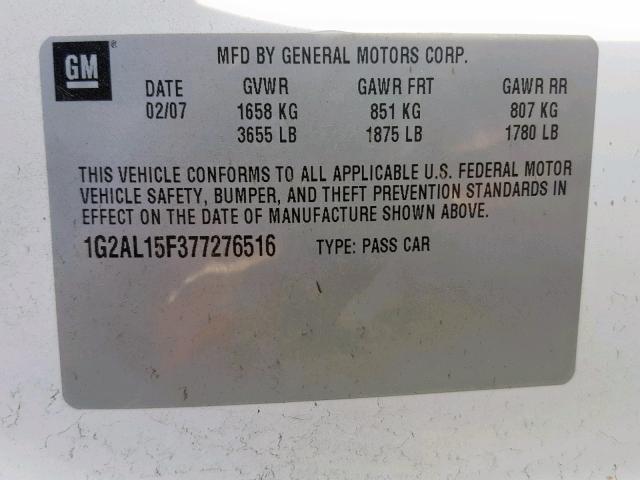 GM
®
MFD BY GENERAL MOTORS CORP.
DATE GVWR GAWR FRT GAWR RR
02/07 1658 KG 851 KG 807 KG
3655 LB 1875 LB 1780 LB
THIS VEHICLE CONFORMS TO ALL APPLICABLE U.S. FEDERAL MOTOR
VEHICLE SAFETY, BUMPER, AND THEFT PREVENTION STANDARDS IN
EFFECT ON THE DATE OF MANUFACTURE SHOWN ABOVE.
1G2AL15F377276516 TYPE: PASS CAR